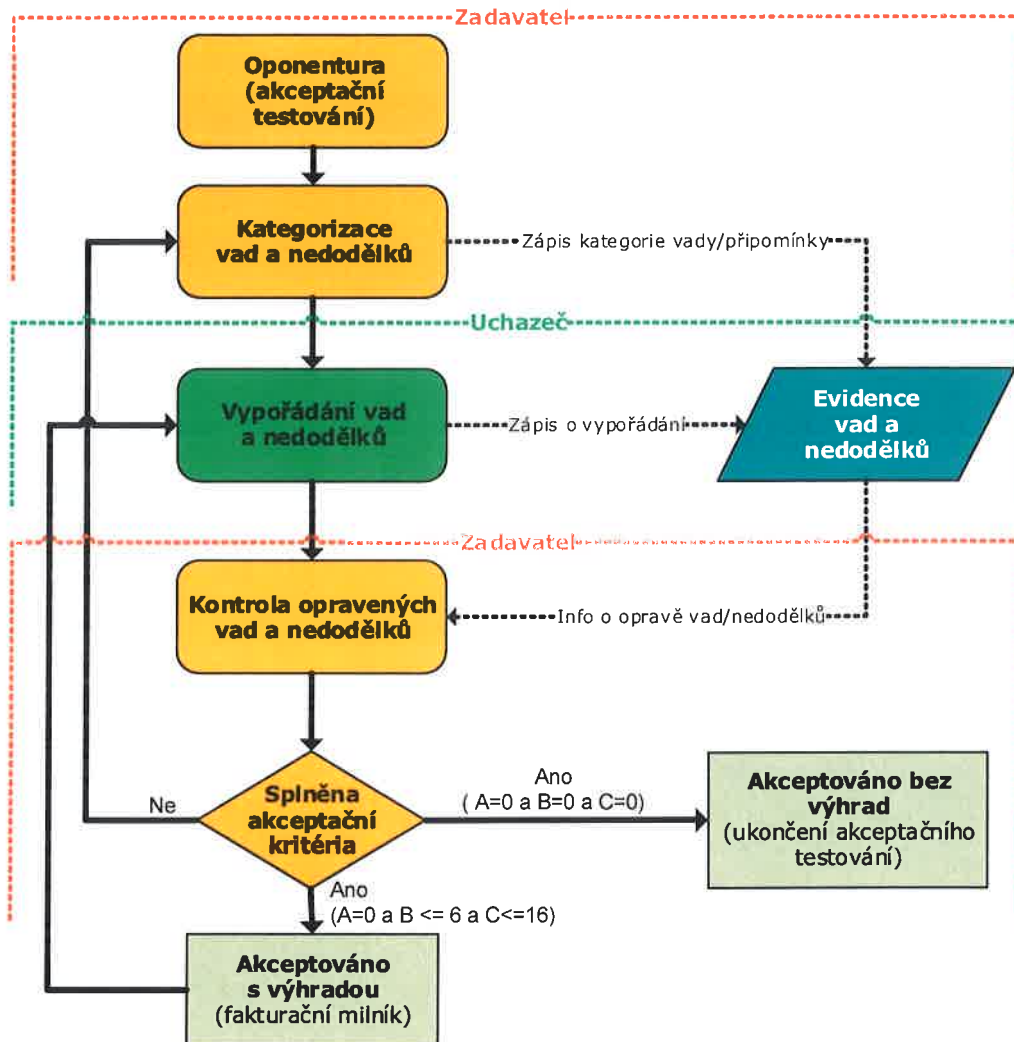 Zadavatel
Oponentura
(akceptační
testování)
Kategorizace
vad a nedodělků
Zápis kategorie vady/připomínky
Uchazeč
Vypořádání vad
a nedodělků
Zápis o vypořádání
Evidence
vad a
nedodělků
Zadavatel
Kontrola opravených
vad a nedodělků
Info o opravě vad/nedodělků
Splněna
akceptační
kritéria
Ne
Ano
( A=0 a B=0 a C=0)
Akceptováno bez
výhrad
(ukončení akceptačního
testování)
Ano
(A=0 a B <= 6 a C<=16)
Akceptováno
s výhradou
(fakturační milník)